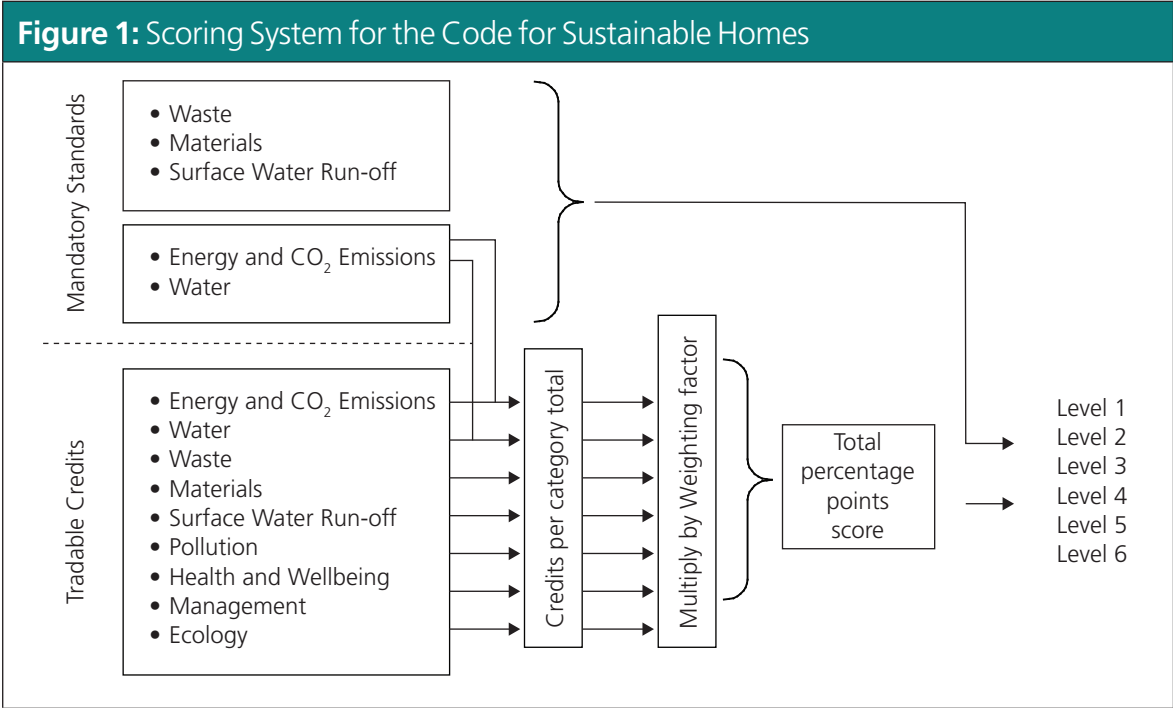 Figure 1: Scoring System for the Code for Sustainable Homes
Mandatory Standards
• Waste
• Materials
• Surface Water Run-off
• Energy and CO₂ Emissions
• Water
Tradable Credits
• Energy and CO₂ Emissions
• Water
• Waste
• Materials
• Surface Water Run-off
• Pollution
• Health and Wellbeing
• Management
• Ecology
Credits per category total
Multiply by Weighting factor
Total
percentage
points
score
Level 1
Level 2
Level 3
Level 4
Level 5
Level 6